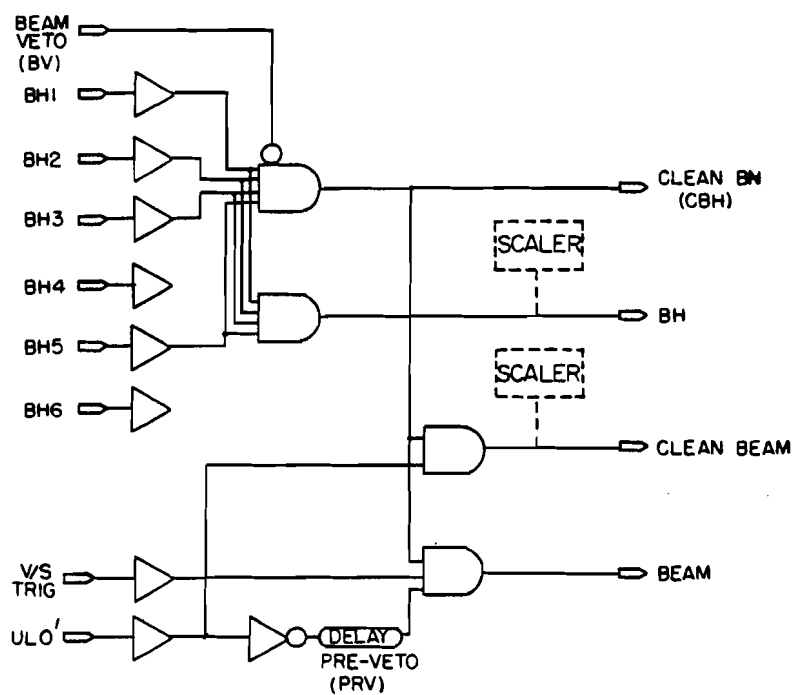 BEAM
VETO
(BV)
BH1
BH2
BH3
BH4
BH5
BH6
V/S
TRIG
ULO'
CLEAN BH
(CBH)
SCALER
BH
SCALER
CLEAN BEAM
BEAM
DELAY
PRE-VETO
(PRV)